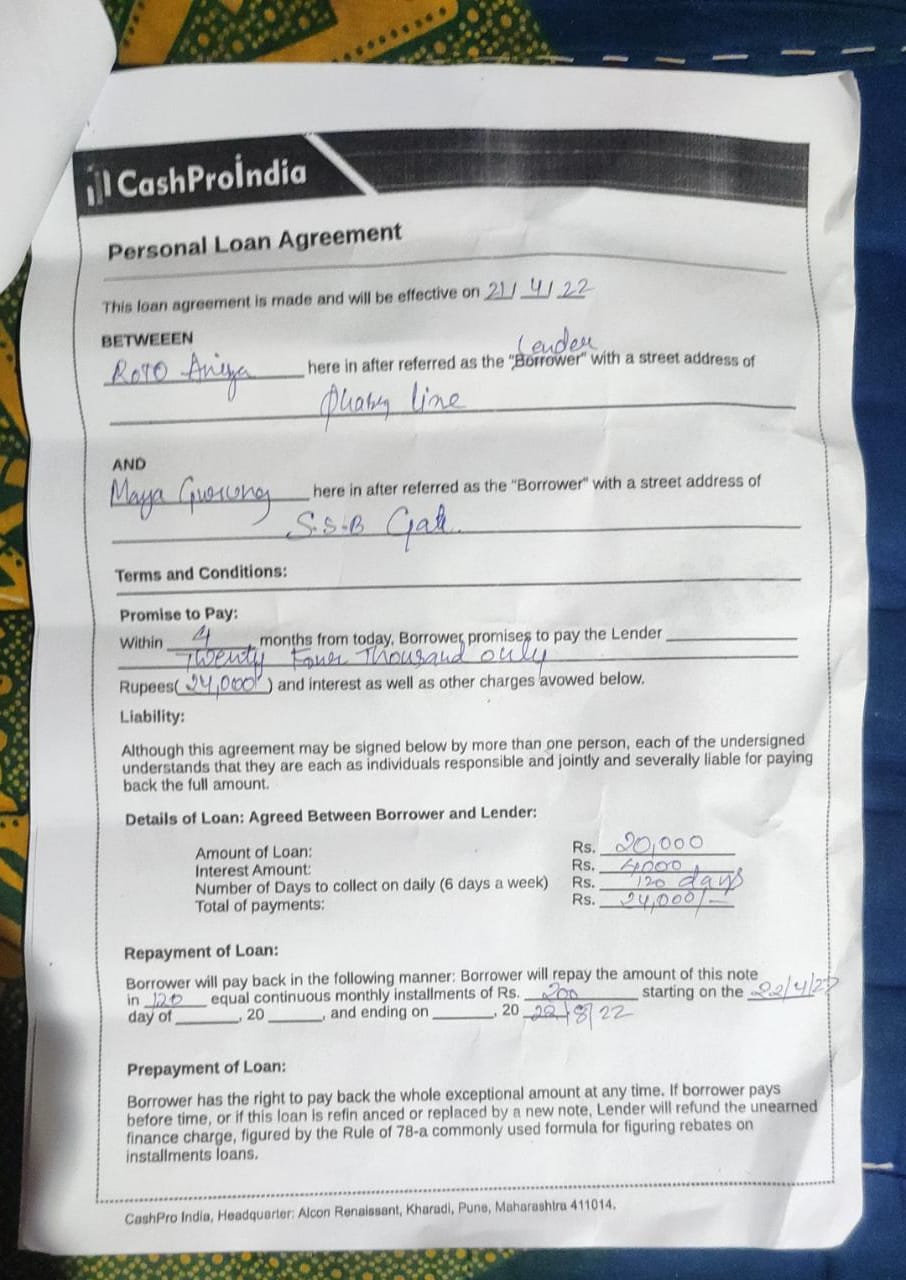 CashProIndia
Personal Loan Agreement
This loan agreement is made and will be effective on 21/ 4/ 22
BETWEEEN
Lender
here in after referred as the "Borrower" with a street address of
line
AND
Maya Gurung here in after referred as the "Borrower" with a street address of
S.S.B Gate
Terms and Conditions:
Promise to Pay:
Within 4 months from today, Borrower promises to pay the Lender
Twenty Four Thousand only
Rupees( 24,000 ) and interest as well as other charges avowed below.
Liability:
Although this agreement may be signed below by more than one person, each of the undersigned
understands that they are each as individuals responsible and jointly and severally liable for paying
back the full amount.
Details of Loan: Agreed Between Borrower and Lender:
Amount of Loan: Rs. 20,000
Interest Amount: Rs. 4000
Number of Days to collect on daily (6 days a week) Rs. 120 days
Total of payments: Rs. 24,000/-
Repayment of Loan:
Borrower will pay back in the following manner: Borrower will repay the amount of this note
in 120 equal continuous monthly installments of Rs. 200 starting on the 22/4/22
day of , 20 , and ending on , 20 22/8/22
Prepayment of Loan:
Borrower has the right to pay back the whole exceptional amount at any time. If borrower pays
before time, or if this loan is refin anced or replaced by a new note, Lender will refund the unearned
finance charge, figured by the Rule of 78-a commonly used formula for figuring rebates on
installments loans.
CashPro India, Headquarter: Alcon Renaissant, Kharadi, Pune, Maharashtra 411014.